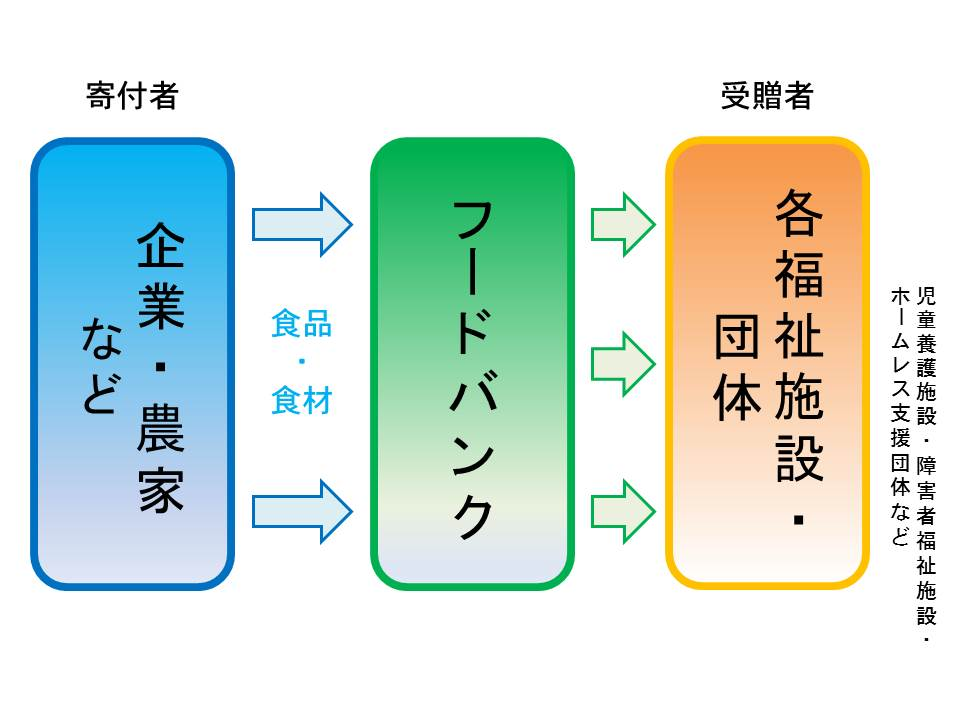 寄付者
企業・農家
など
食品
・
食材
フードバンク
受贈者
各福祉施設・
団体
児童養護施設・障害者福祉施設・
ホームレス支援団体など